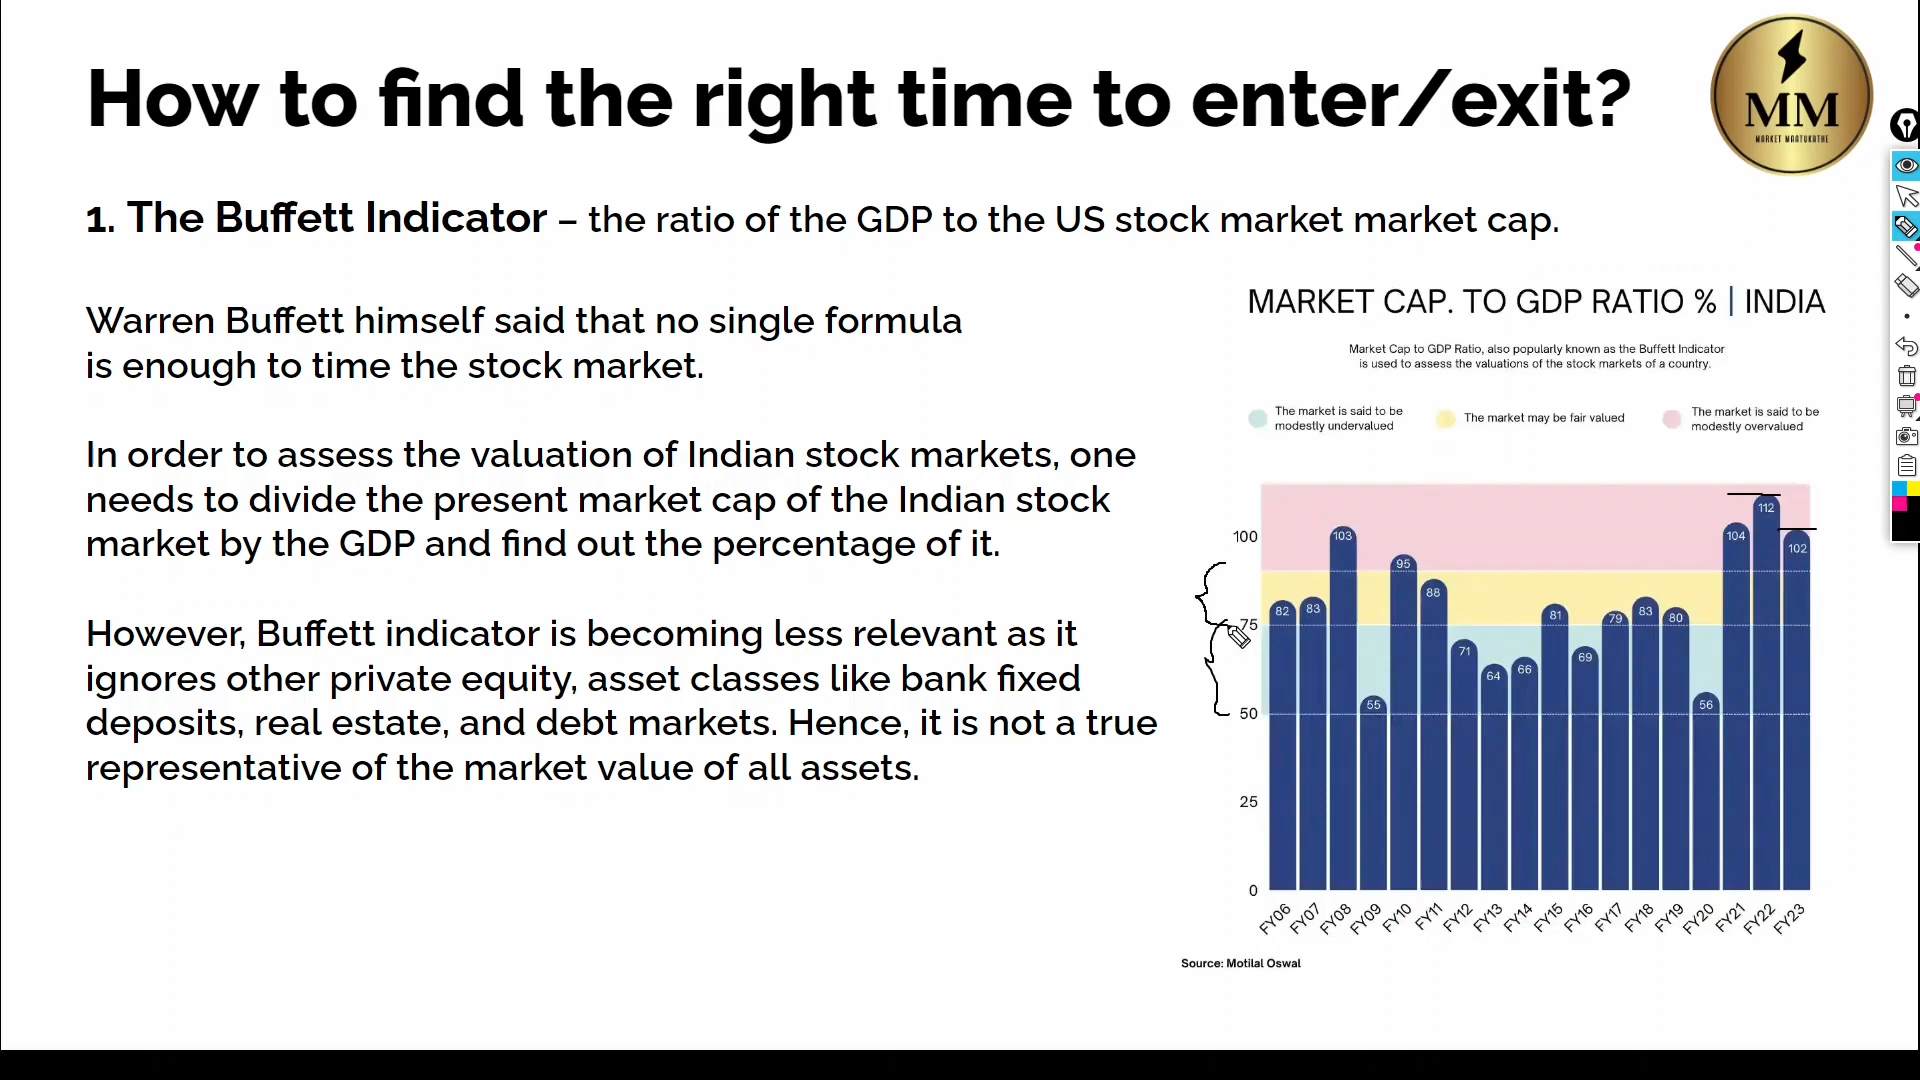 How to find the right time to enter/exit?
MM
MARKET MAATUKATHE
1. The Buffett Indicator – the ratio of the GDP to the US stock market market cap.
Warren Buffett himself said that no single formula
is enough to time the stock market.
In order to assess the valuation of Indian stock markets, one
needs to divide the present market cap of the Indian stock
market by the GDP and find out the percentage of it.
However, Buffett indicator is becoming less relevant as it
ignores other private equity, asset classes like bank fixed
deposits, real estate, and debt markets. Hence, it is not a true
representative of the market value of all assets.
MARKET CAP. TO GDP RATIO % | INDIA
Market Cap to GDP Ratio, also popularly known as the Buffett Indicator
is used to assess the valuations of the stock markets of a country.
The market is said to be
modestly undervalued
The market may be fair valued
The market is said to be
modestly overvalued
100
75
50
25
0
82 83 103 55 95 88 71 64 66 81 69 79 83 80 56 104 112 102
FY06 FY07 FY08 FY09 FY10 FY11 FY12 FY13 FY14 FY15 FY16 FY17 FY18 FY19 FY20 FY21 FY22 FY23
Source: Motilal Oswal